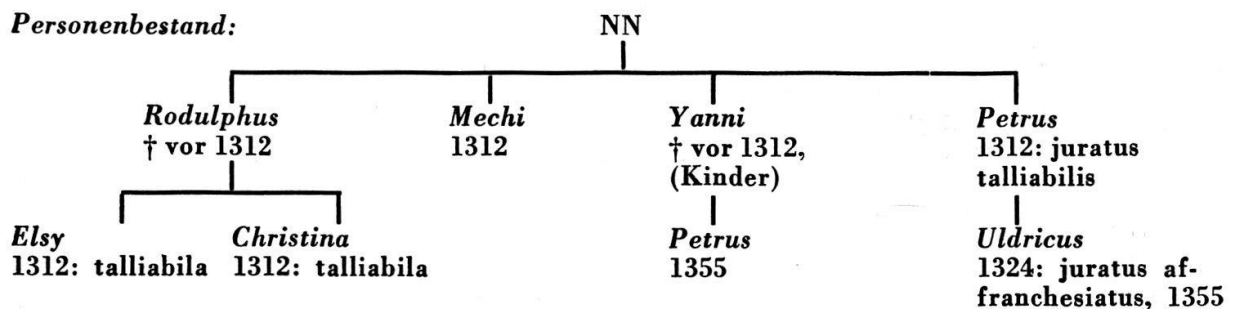 Personenbestand: NN
Rodulphus Mechi Yanni Petrus
† vor 1312 1312 † vor 1312, 1312: juratus
(Kinder) talliabilis
Elsy Christina Petrus Uldricus
1312: talliabila 1312: talliabila 1355 1324: juratus af-
franchesiatus, 1355